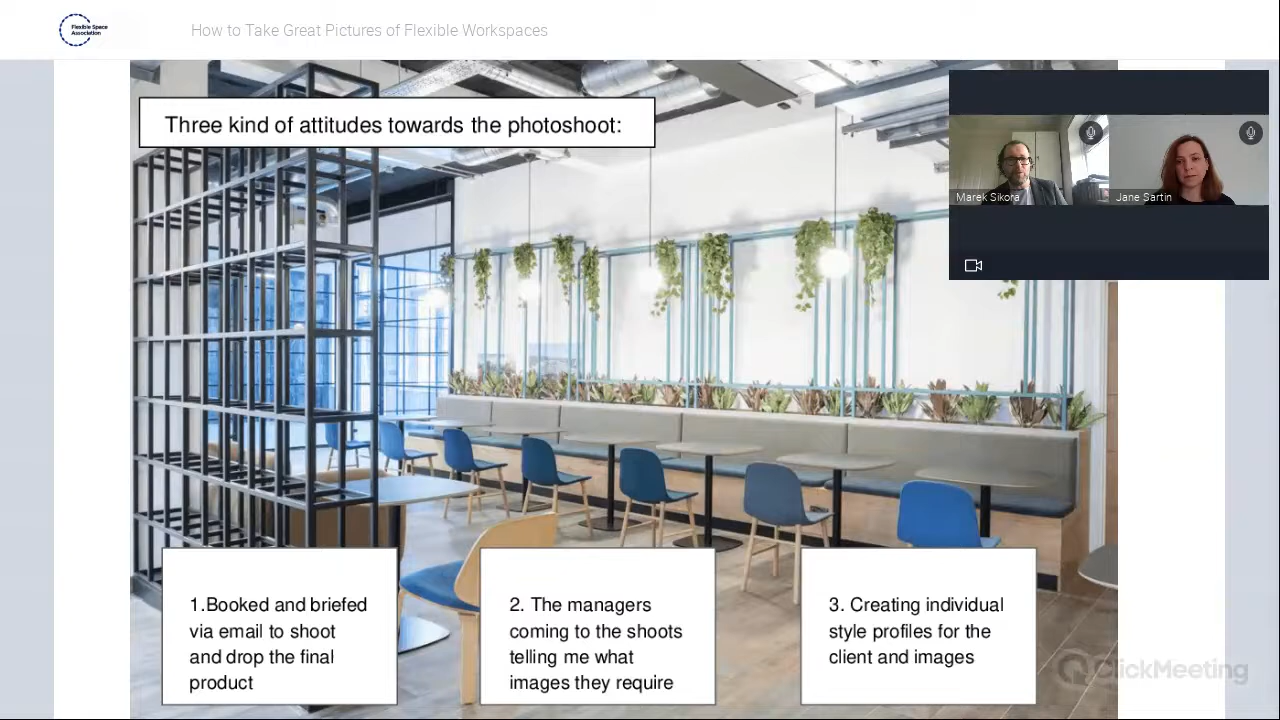 Flexible Space
Association
How to Take Great Pictures of Flexible Workspaces
Three kind of attitudes towards the photoshoot:
Marek Sikora
Jane Sartin
1.Booked and briefed
via email to shoot
and drop the final
product
2. The managers
coming to the shoots
telling me what
images they require
3. Creating individual
style profiles for the
client and images
ClickMeeting